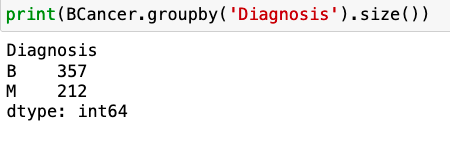 print(BCancer.groupby('Diagnosis').size())
Diagnosis
B    357
M    212
dtype: int64